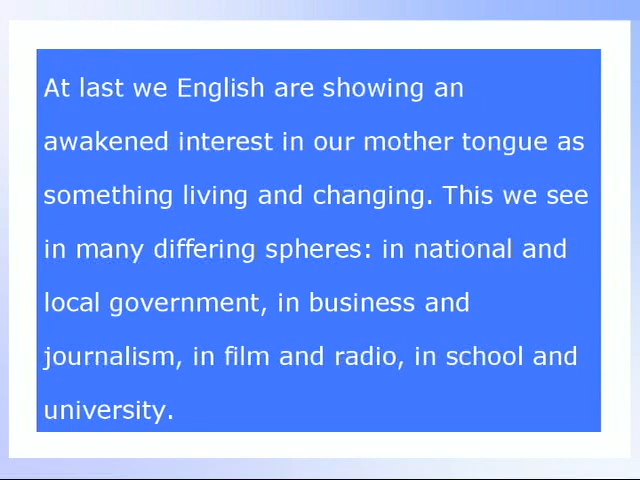 At last we English are showing an
awakened interest in our mother tongue as
something living and changing. This we see
in many differing spheres: in national and
local government, in business and
journalism, in film and radio, in school and
university.